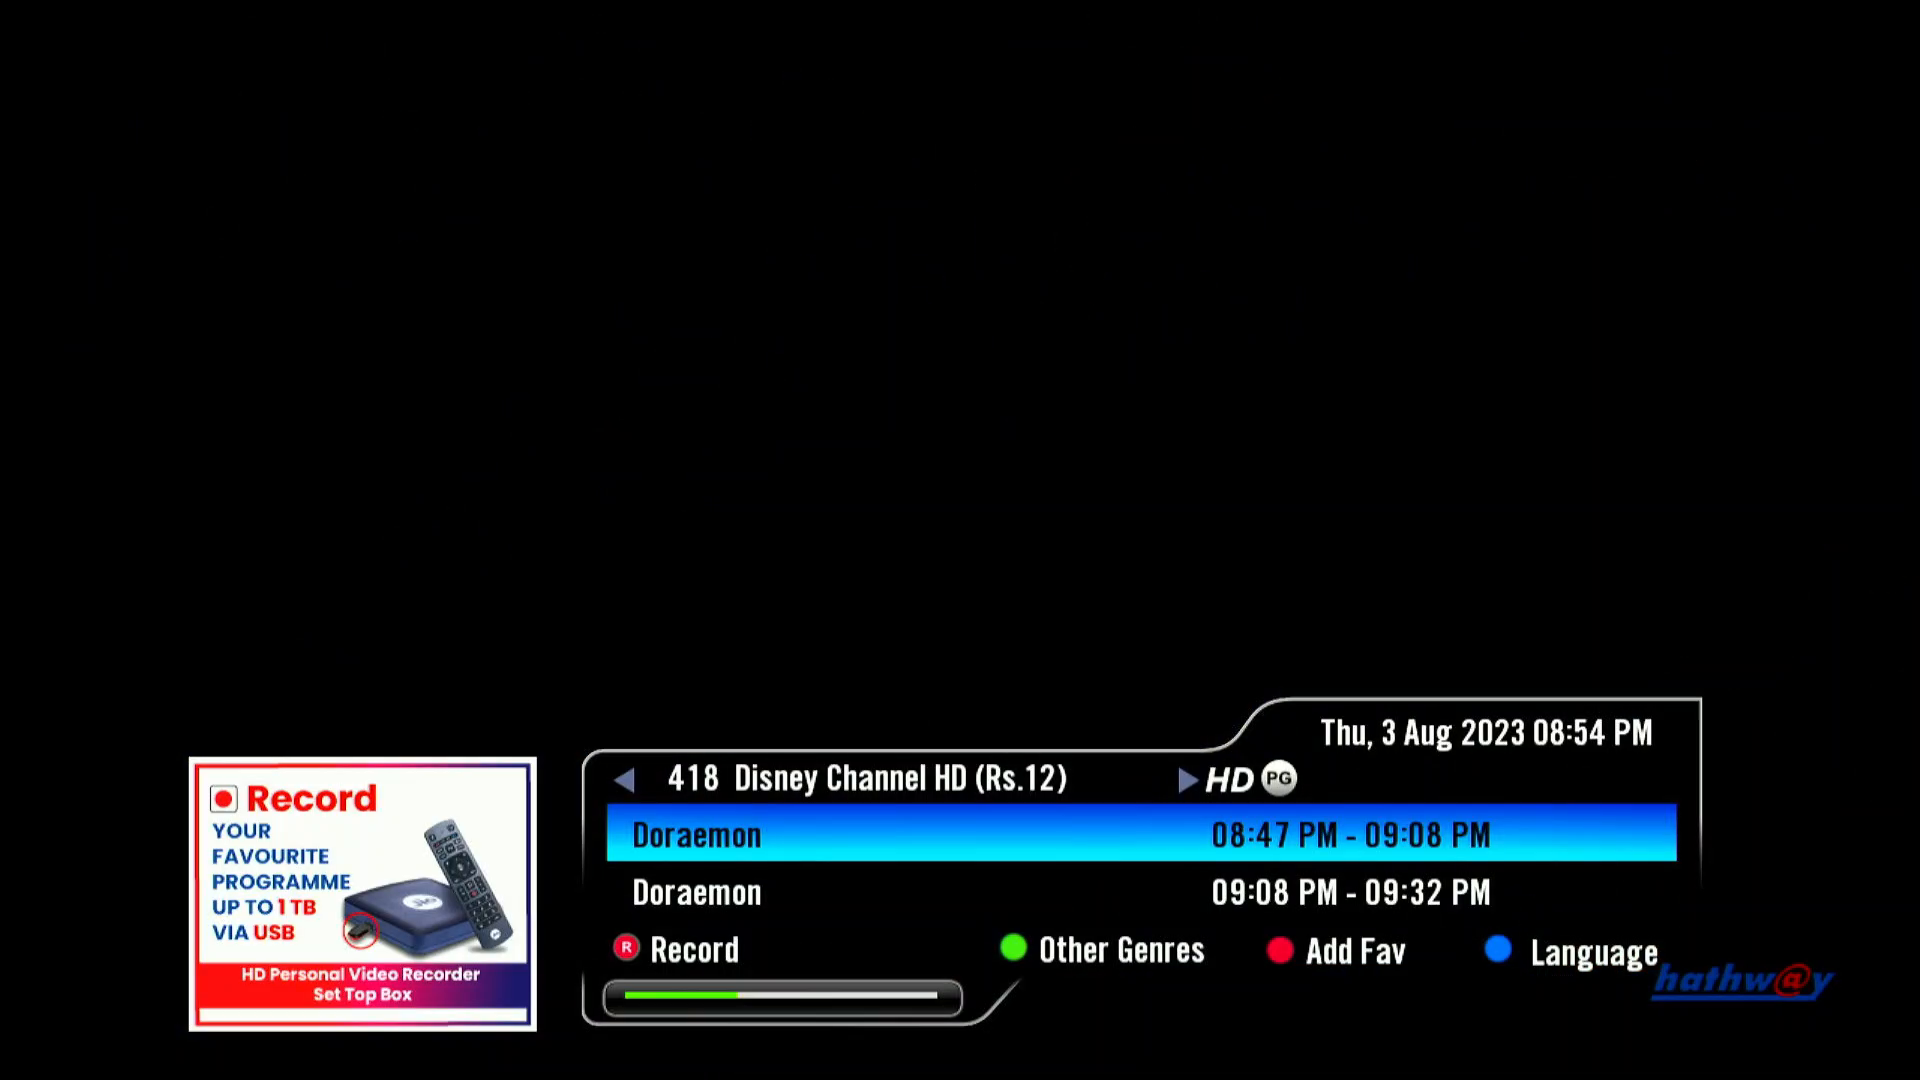 Thu, 3 Aug 2023 08:54 PM
418 Disney Channel HD (Rs.12)
HD PG
Doraemon 08:47 PM - 09:08 PM
Doraemon 09:08 PM - 09:32 PM
R Record
Other Genres
Add Fav
Language
hathw@y
Record
YOUR
FAVOURITE
PROGRAMME
UP TO 1 TB
VIA USB
HD Personal Video Recorder
Set Top Box